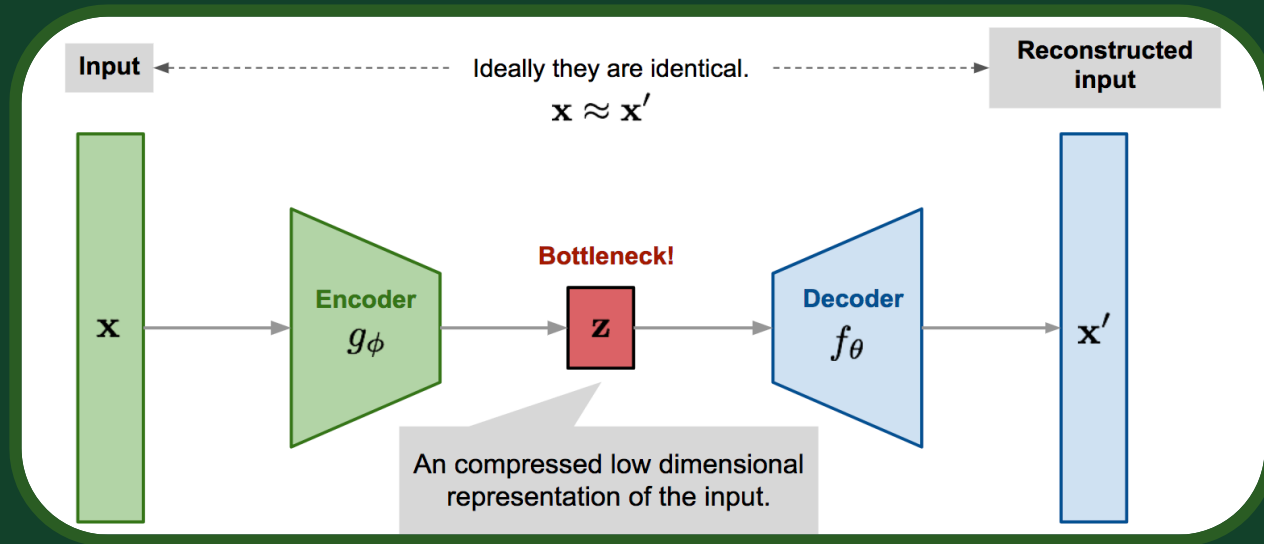 Input
Ideally they are identical.
x ≈ x′
Reconstructed
input
Bottleneck!
x
Encoder
gϕ
z
Decoder
fθ
x′
An compressed low dimensional
representation of the input.